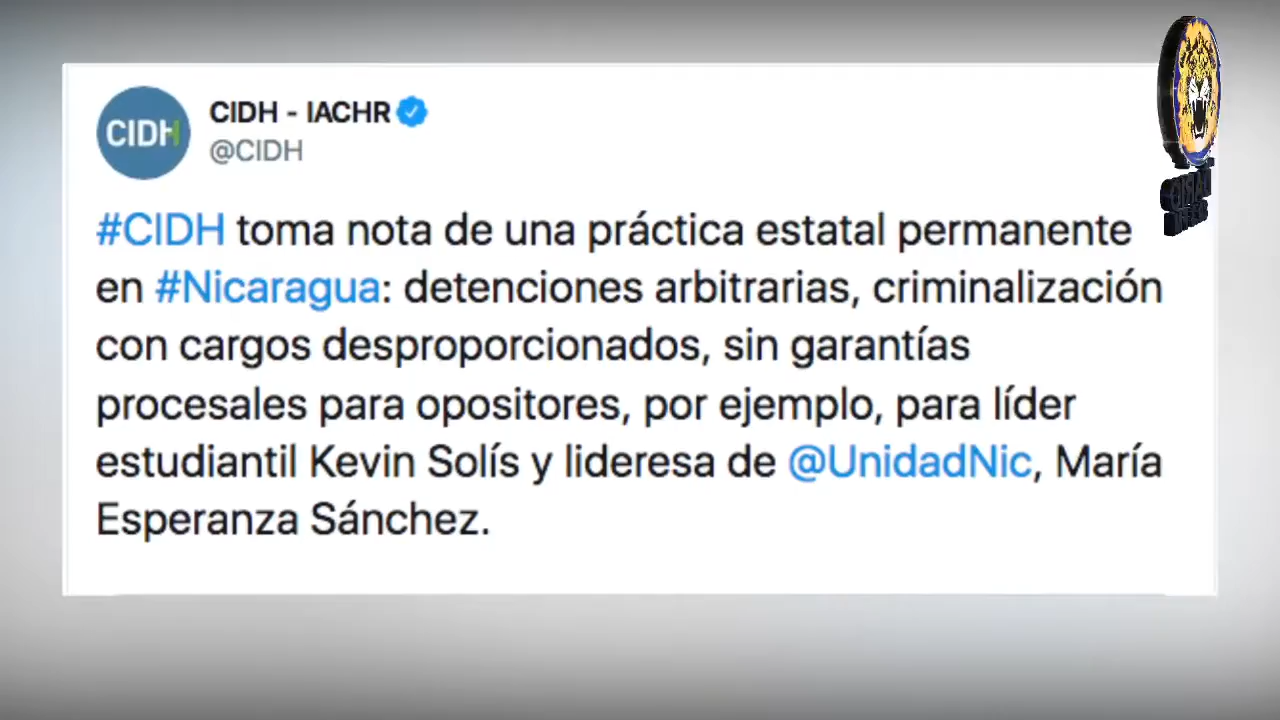 CIDH
CIDH - IACHR
@CIDH
#CIDH toma nota de una práctica estatal permanente
en #Nicaragua: detenciones arbitrarias, criminalización
con cargos desproporcionados, sin garantías
procesales para opositores, por ejemplo, para líder
estudiantil Kevin Solís y lideresa de @UnidadNic, María
Esperanza Sánchez.